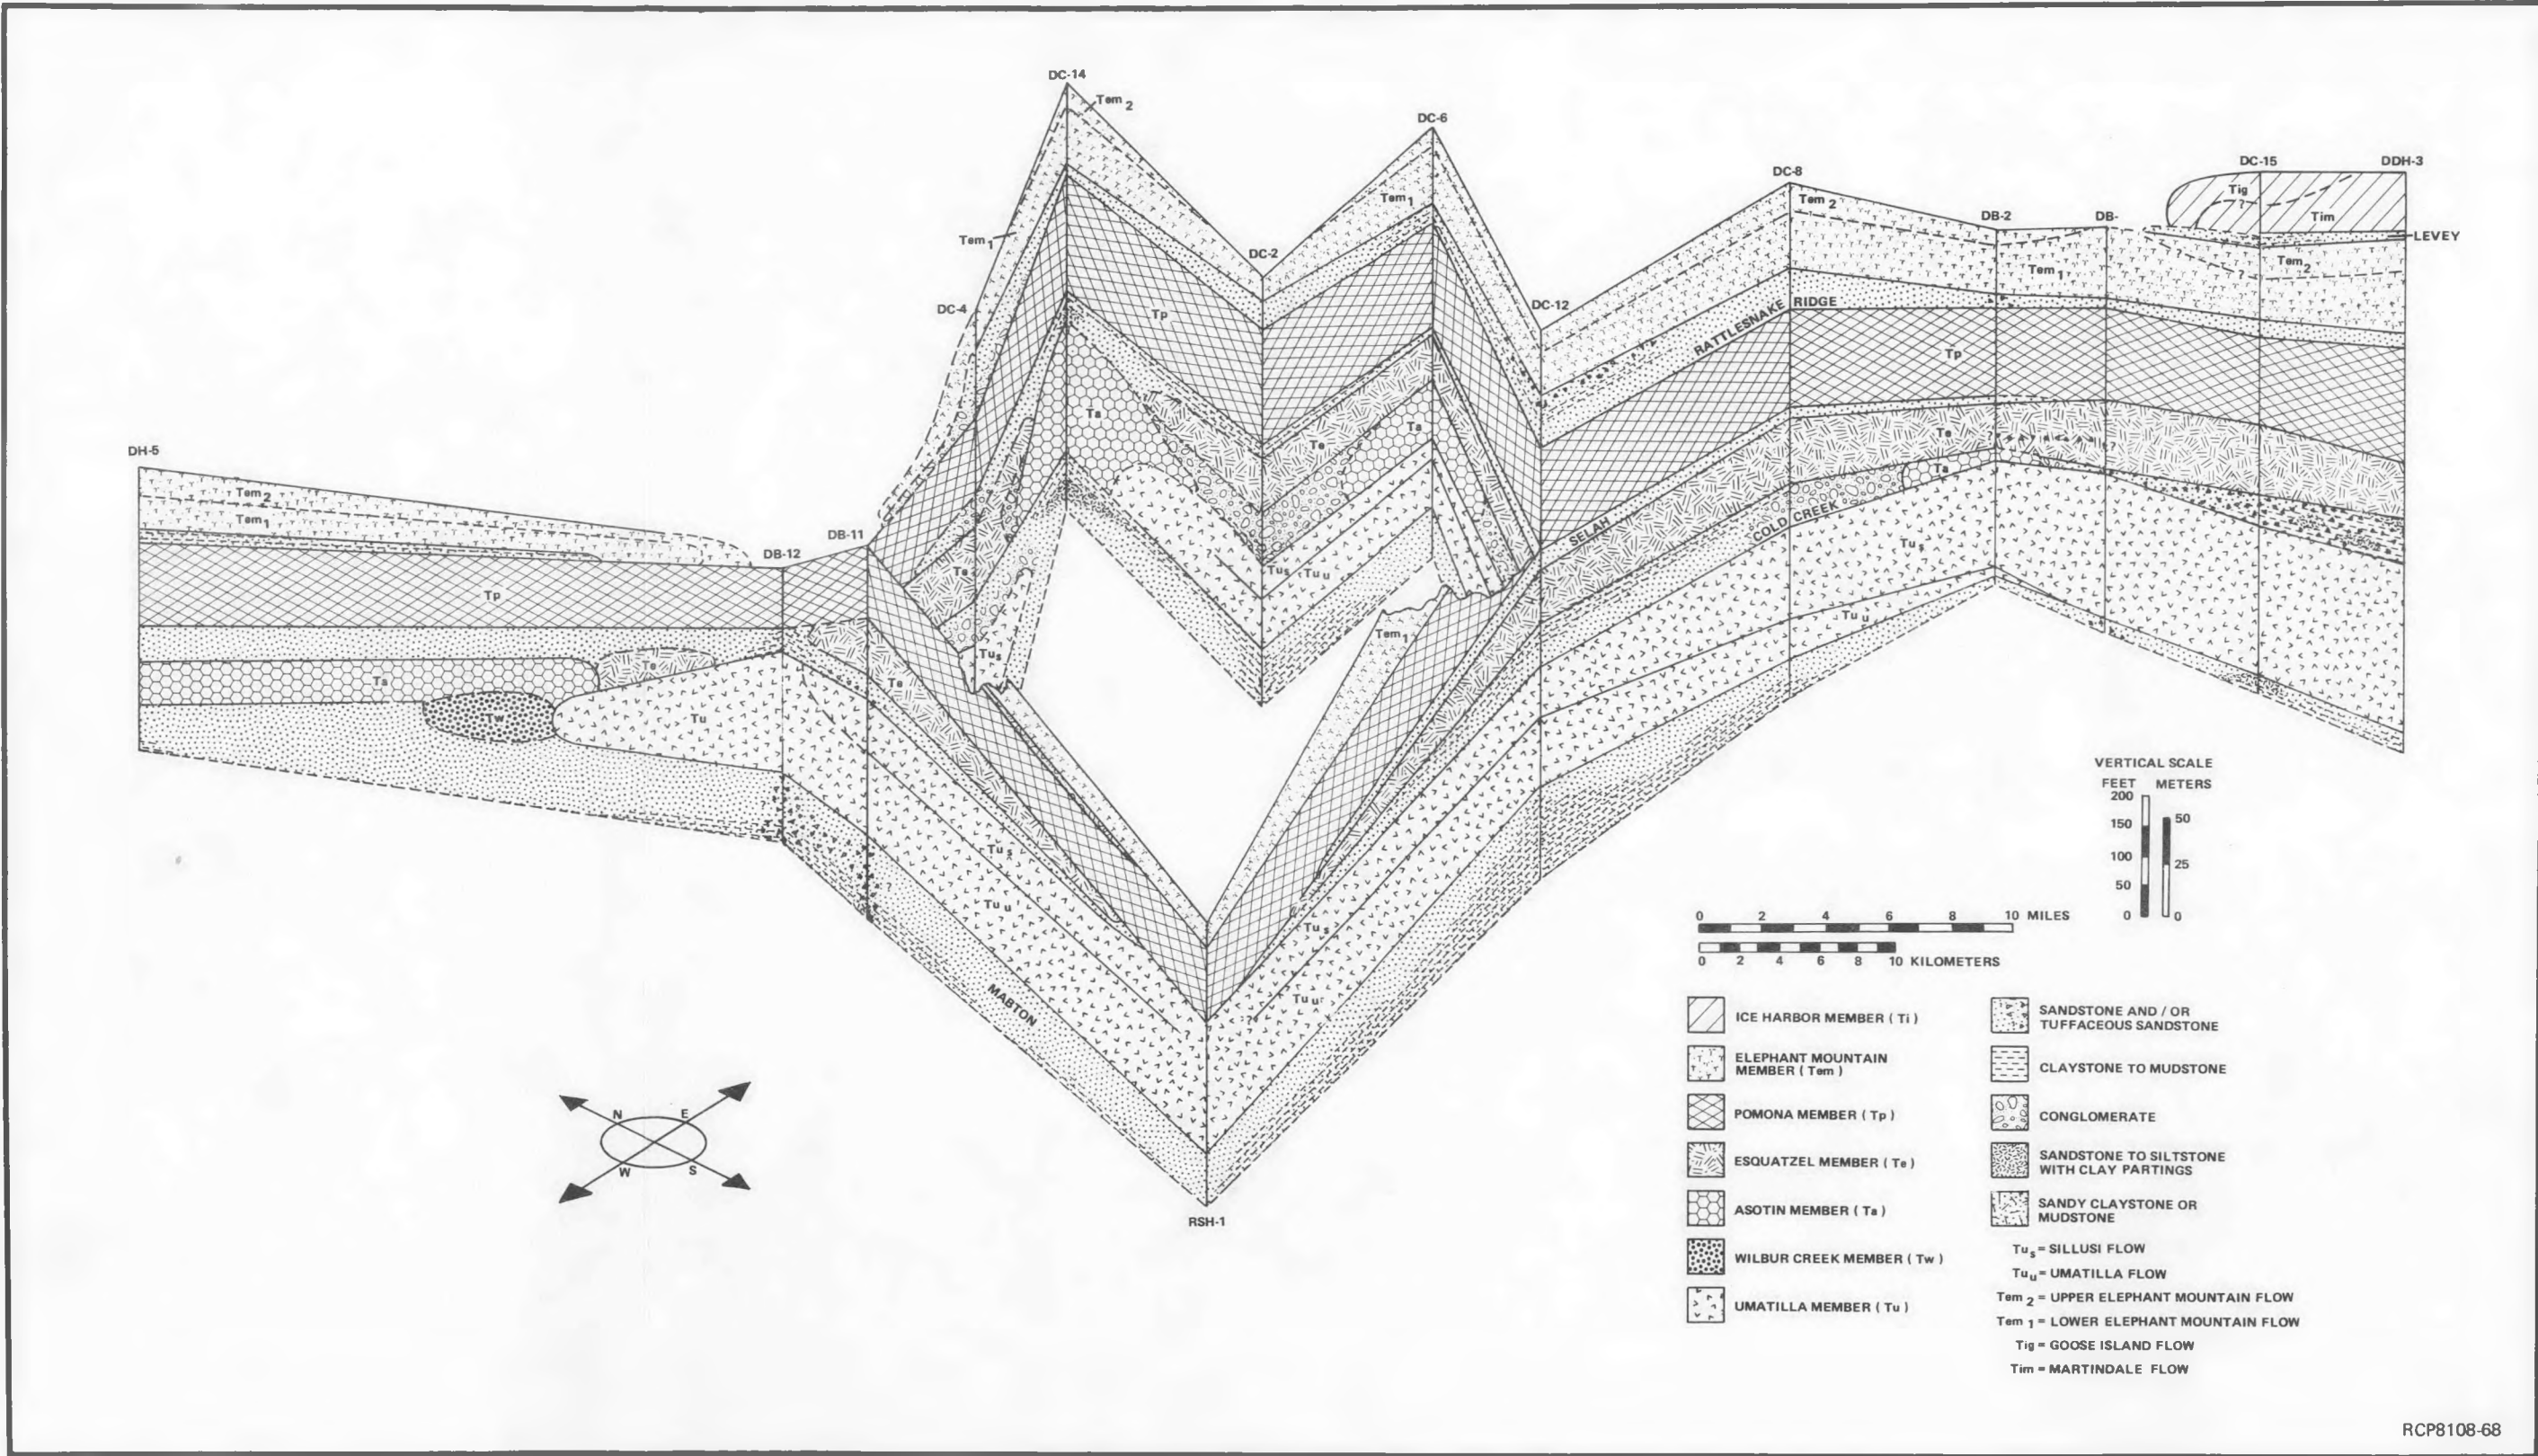 DC-14
Tem 2
DC-6
DC-15
DDH-3
DC-8
Tig
?
Tim
Tem 1
Tem 2
DB-2
DB-
LEVEY
Tem 1
DC-2
?
Tem 2
Tem 1
?
DC-4
DC-12
RATTLESNAKE RIDGE
Tp
Tp
Ta
Ta
Te
?
Te
?
DH-5
Ta
Tem 2
Tem 1
SELAH
COLD CREEK
DB-11
DB-12
Tus
Te
Tus
Tuu
Tp
Tuu
Tem 1
Tus
Te
Ta
Te
Tw
Tu
VERTICAL SCALE
FEET METERS
200
150
50
100
25
50
0
0
?
?
Tus
?
Tuu
Tus
Tuu
?
?
MABTON
RSH-1
0 2 4 6 8 10 MILES
0 2 4 6 8 10 KILOMETERS
N
E
W
S
ICE HARBOR MEMBER ( Ti )
ELEPHANT MOUNTAIN
MEMBER ( Tem )
POMONA MEMBER ( Tp )
ESQUATZEL MEMBER ( Te )
ASOTIN MEMBER ( Ta )
WILBUR CREEK MEMBER ( Tw )
UMATILLA MEMBER ( Tu )
SANDSTONE AND / OR
TUFFACEOUS SANDSTONE
CLAYSTONE TO MUDSTONE
CONGLOMERATE
SANDSTONE TO SILTSTONE
WITH CLAY PARTINGS
SANDY CLAYSTONE OR
MUDSTONE
Tus = SILLUSI FLOW
Tuu = UMATILLA FLOW
Tem 2 = UPPER ELEPHANT MOUNTAIN FLOW
Tem 1 = LOWER ELEPHANT MOUNTAIN FLOW
Tig = GOOSE ISLAND FLOW
Tim = MARTINDALE FLOW
RCP8108-68